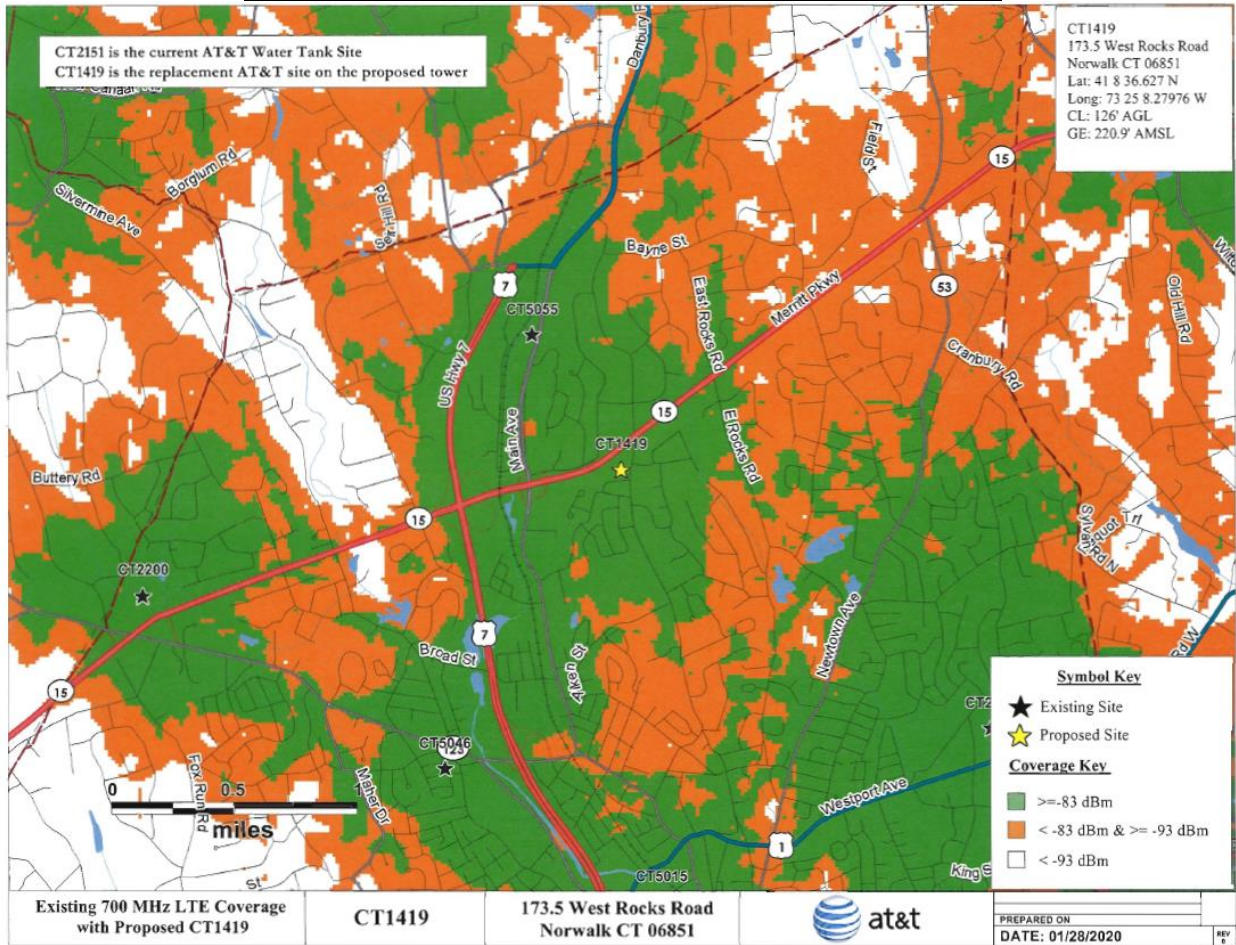 CT2151 is the current AT&T Water Tank Site
CT1419 is the replacement AT&T site on the proposed tower
CT1419
173.5 West Rocks Road
Norwalk CT 06851
Lat: 41 8 36.627 N
Long: 73 25 8.27976 W
CL: 126' AGL
GE: 220.9' AMSL
Danbury
Field St
15
Borglum Rd
Silvermine Ave
Bayne St
7
CT5055
East Rocks Rd
Merritt Pkwy
53
Old Hill Rd
US Hwy 7
Cranbury Rd
15
Main Ave
CT1419
E Rocks Rd
Buttery Rd
15
Sylvan Rd N
Trl
CT2200
7
Broad St
Aiken St
Newtown Ave
Rd W
15
CT5046
123
Fox Run Rd
Maher Dr
0 0.5 1
miles
Westport Ave
1
CT5015
King S
St
Symbol Key
Existing Site
Proposed Site
Coverage Key
>=-83 dBm
< -83 dBm & >= -93 dBm
< -93 dBm
Existing 700 MHz LTE Coverage
with Proposed CT1419
CT1419
173.5 West Rocks Road
Norwalk CT 06851
at&t
PREPARED ON
DATE: 01/28/2020
REV